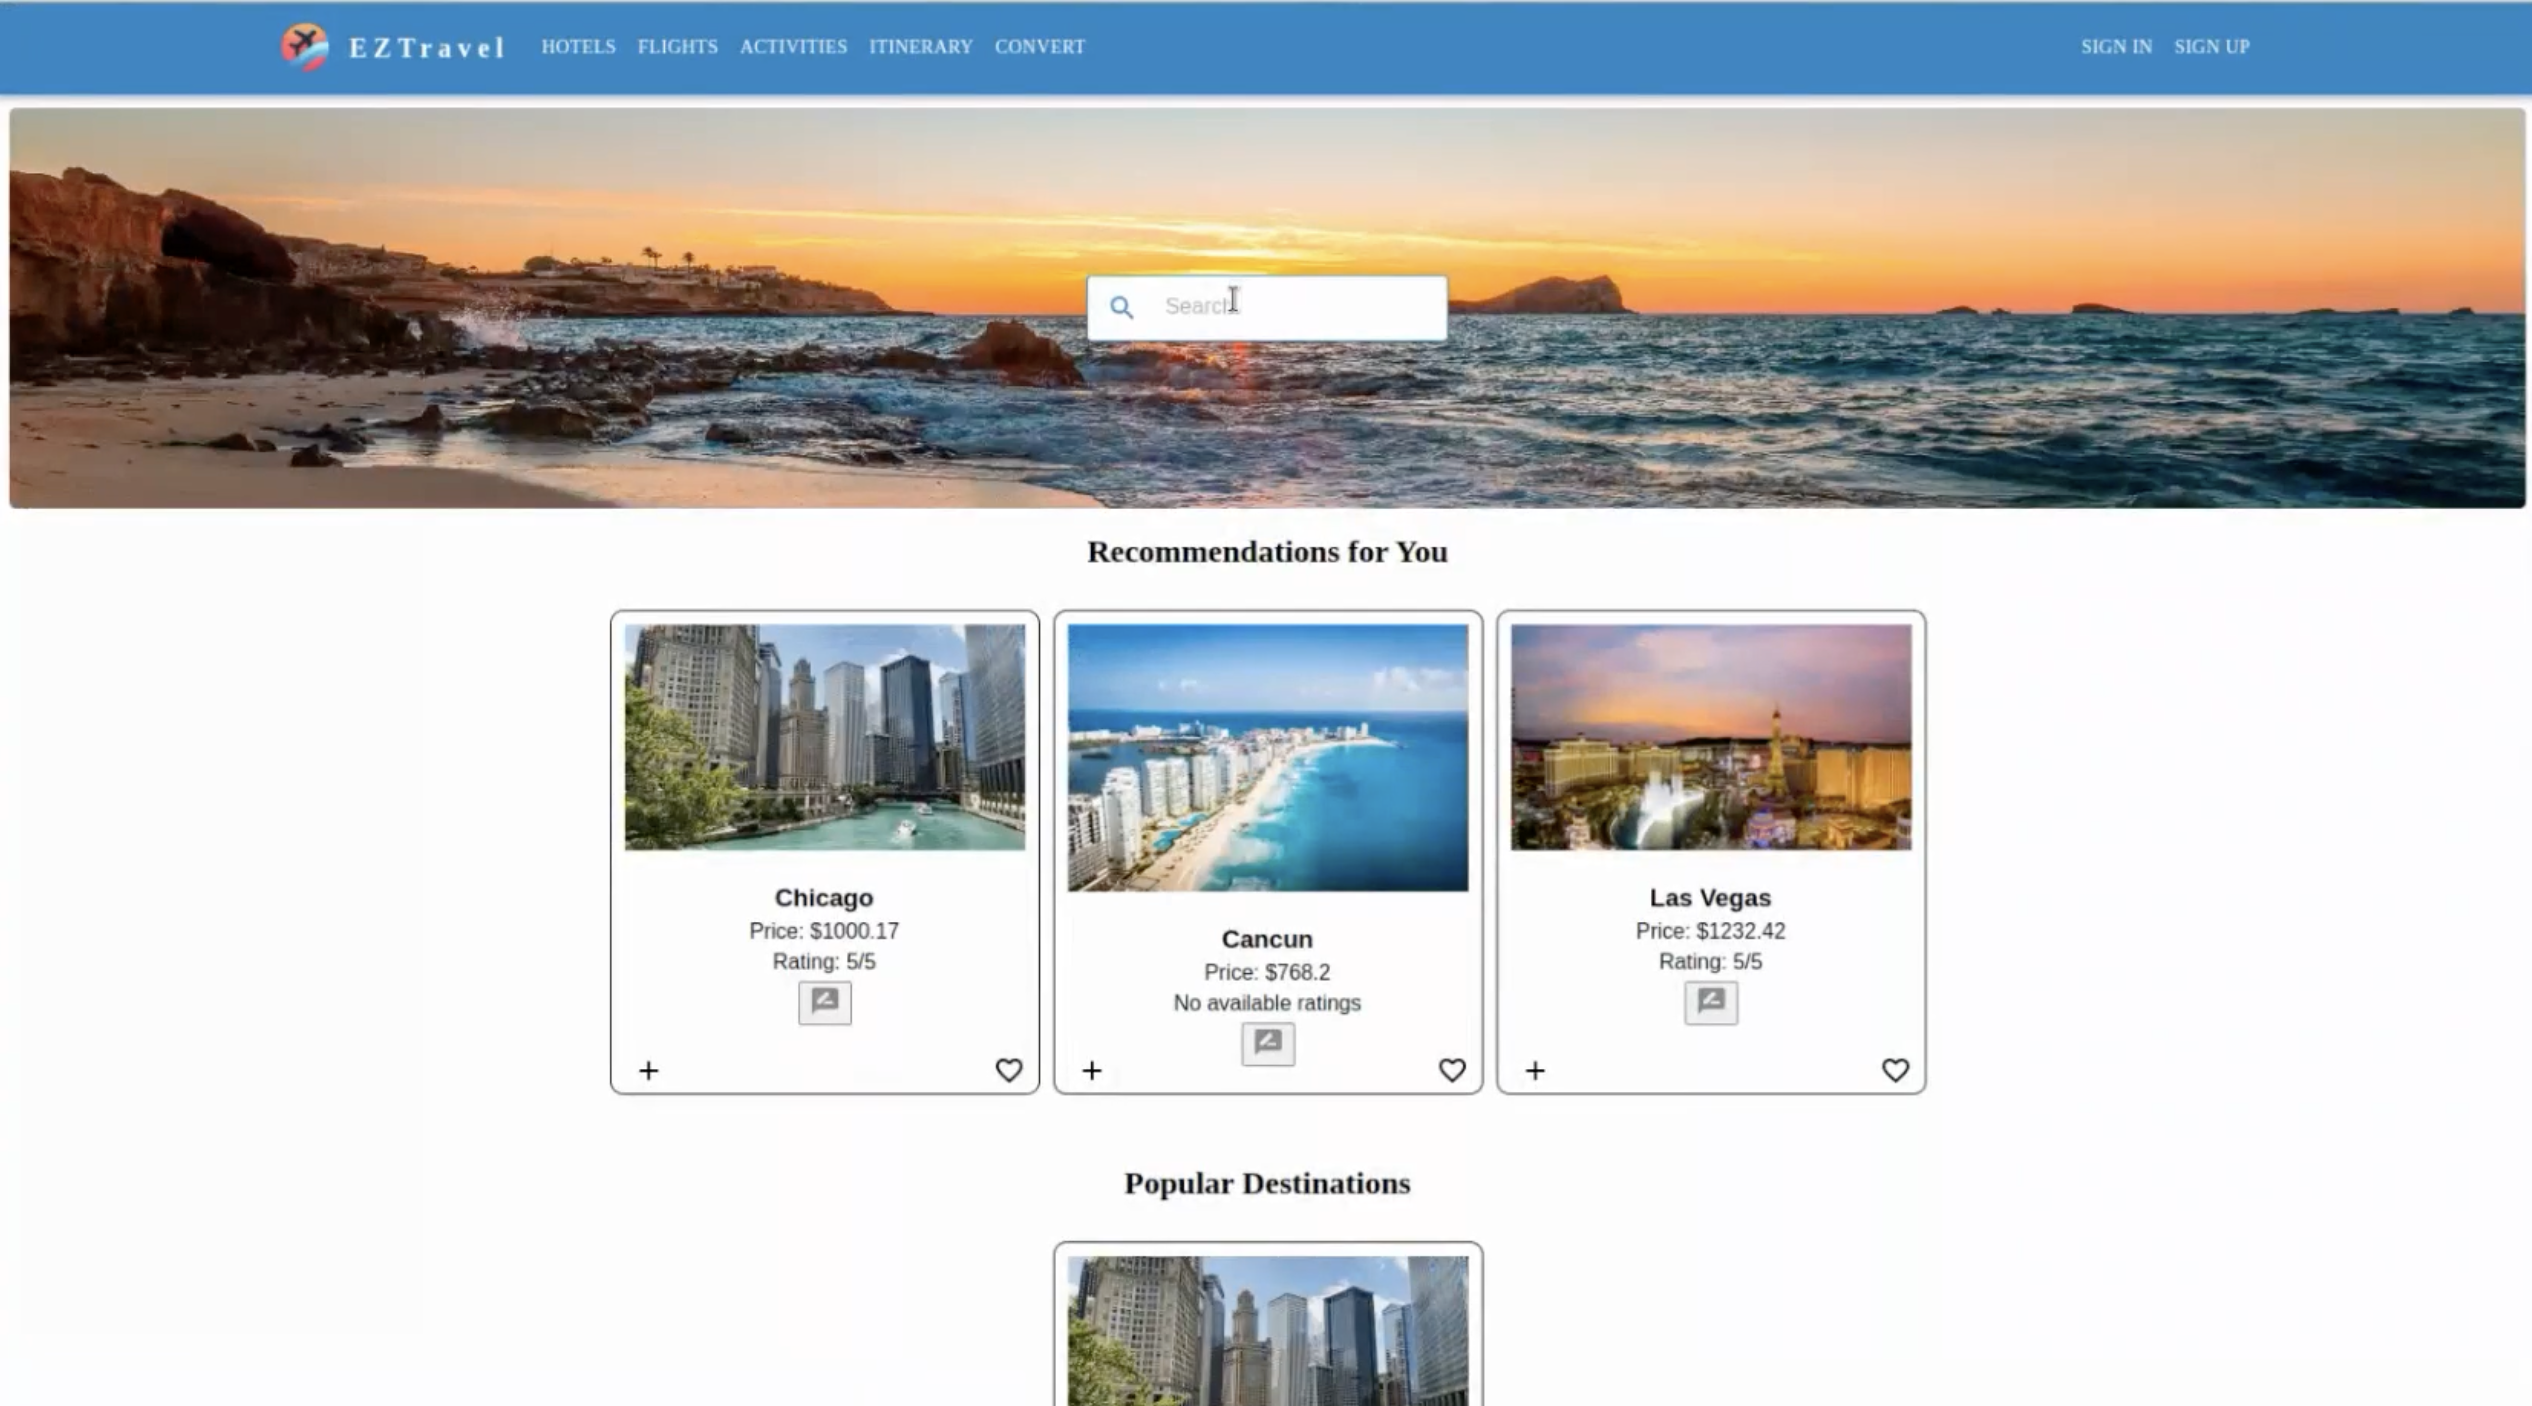 EZTravel HOTELS FLIGHTS ACTIVITIES ITINERARY CONVERT SIGN IN SIGN UP
Search
Recommendations for You
Chicago
Price: $1000.17
Rating: 5/5
Cancun
Price: $768.2
No available ratings
Las Vegas
Price: $1232.42
Rating: 5/5
Popular Destinations